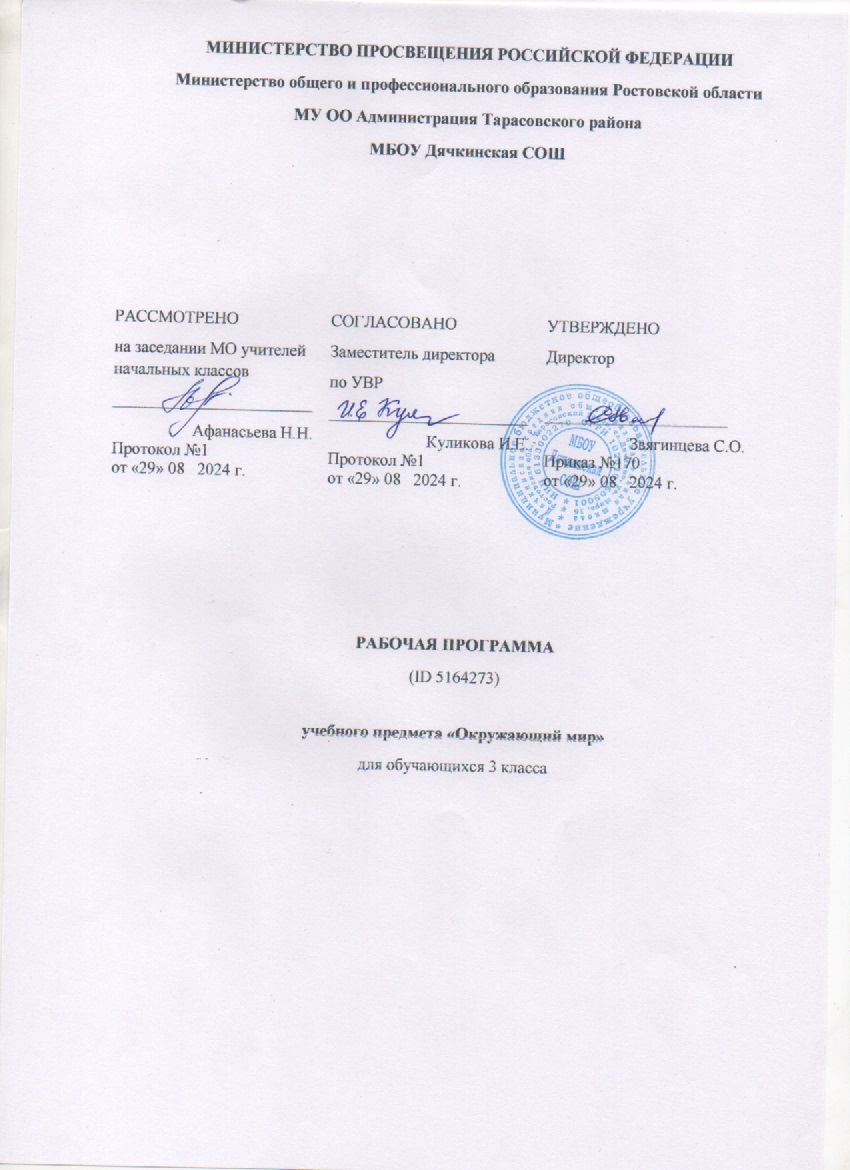 МИНИСТЕРСТВО ПРОСВЕЩЕНИЯ РОССИЙСКОЙ ФЕДЕРАЦИИ
Министерство общего и профессионального образования Ростовской области
МУ ОО Администрация Тарасовского района
МБОУ Дячкинская СОШ
РАССМОТРЕНО
на заседании МО учителей
начальных классов
Афанасьева Н.Н.
Протокол №1
от «29» 08 2024 г.
СОГЛАСОВАНО
Заместитель директора
по УВР
Куликова И.Е.
Протокол №1
от «29» 08 2024 г.
УТВЕРЖДЕНО
Директор
Звягинцева С.О.
Приказ №170
от «29» 08 2024 г.
МБОУ
СОШ
РАБОЧАЯ ПРОГРАММА
(ID 5164273)
учебного предмета «Окружающий мир»
для обучающихся 3 класса